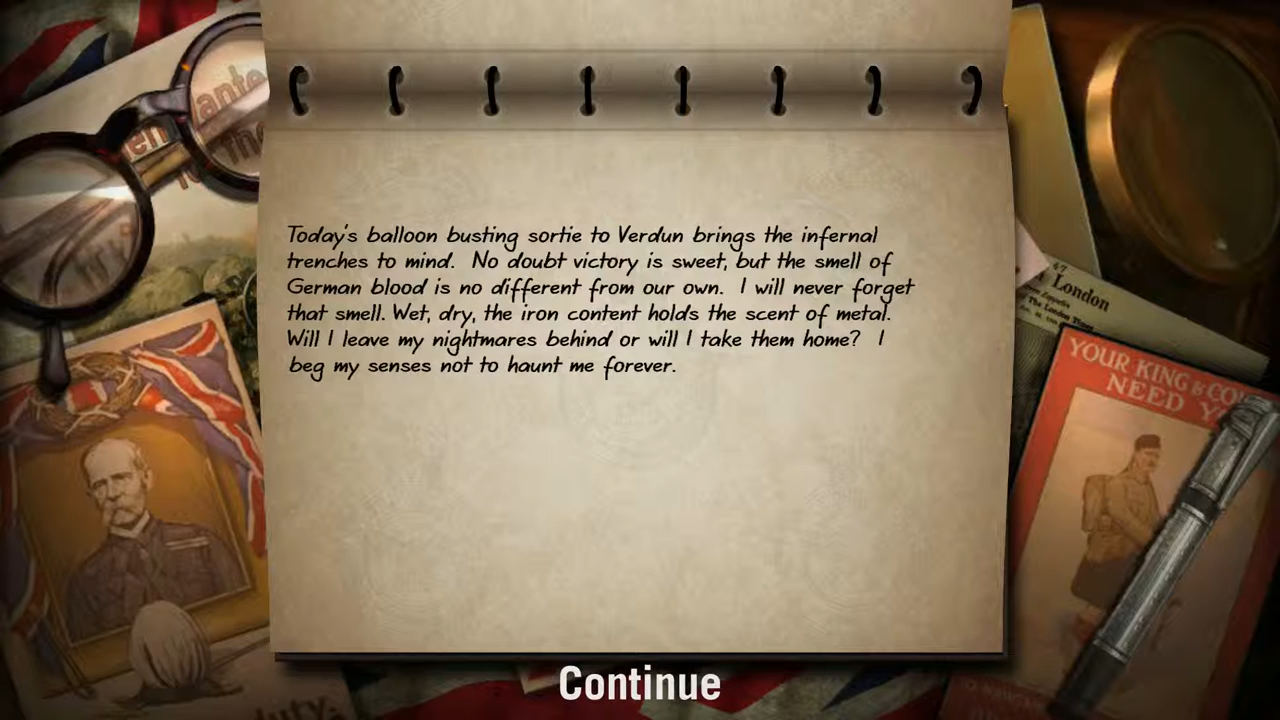 Today's balloon busting sortie to Verdun brings the infernal
trenches to mind.  No doubt victory is sweet, but the smell of
German blood is no different from our own.  I will never forget
that smell. Wet, dry, the iron content holds the scent of metal.
Will I leave my nightmares behind or will I take them home?  I
beg my senses not to haunt me forever.
London
YOUR KING &
NEED
Continue